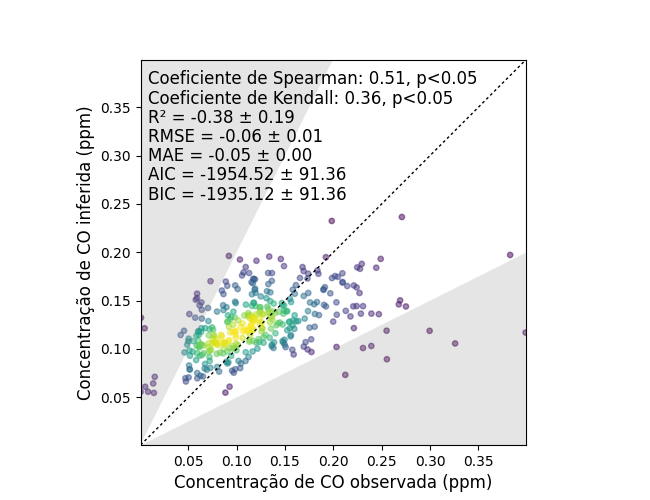 Coeficiente de Spearman: 0.51, p<0.05
Coeficiente de Kendall: 0.36, p<0.05
R² = -0.38 ± 0.19
RMSE = -0.06 ± 0.01
MAE = -0.05 ± 0.00
AIC = -1954.52 ± 91.36
BIC = -1935.12 ± 91.36
Concentração de CO inferida (ppm)
0.35
0.30
0.25
0.20
0.15
0.10
0.05
0.05 0.10 0.15 0.20 0.25 0.30 0.35
Concentração de CO observada (ppm)